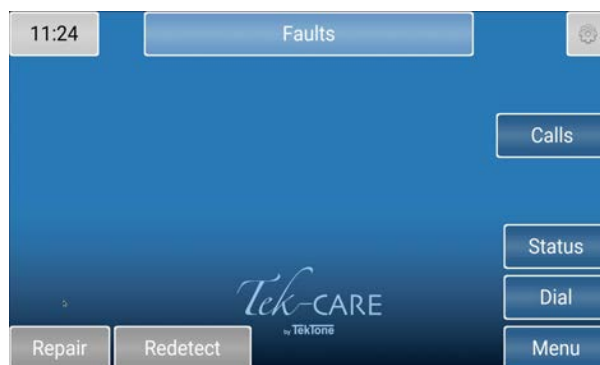 11:24
Faults
Calls
Status
Dial
Tek-CARE
by TekTone
Repair
Redetect
Menu